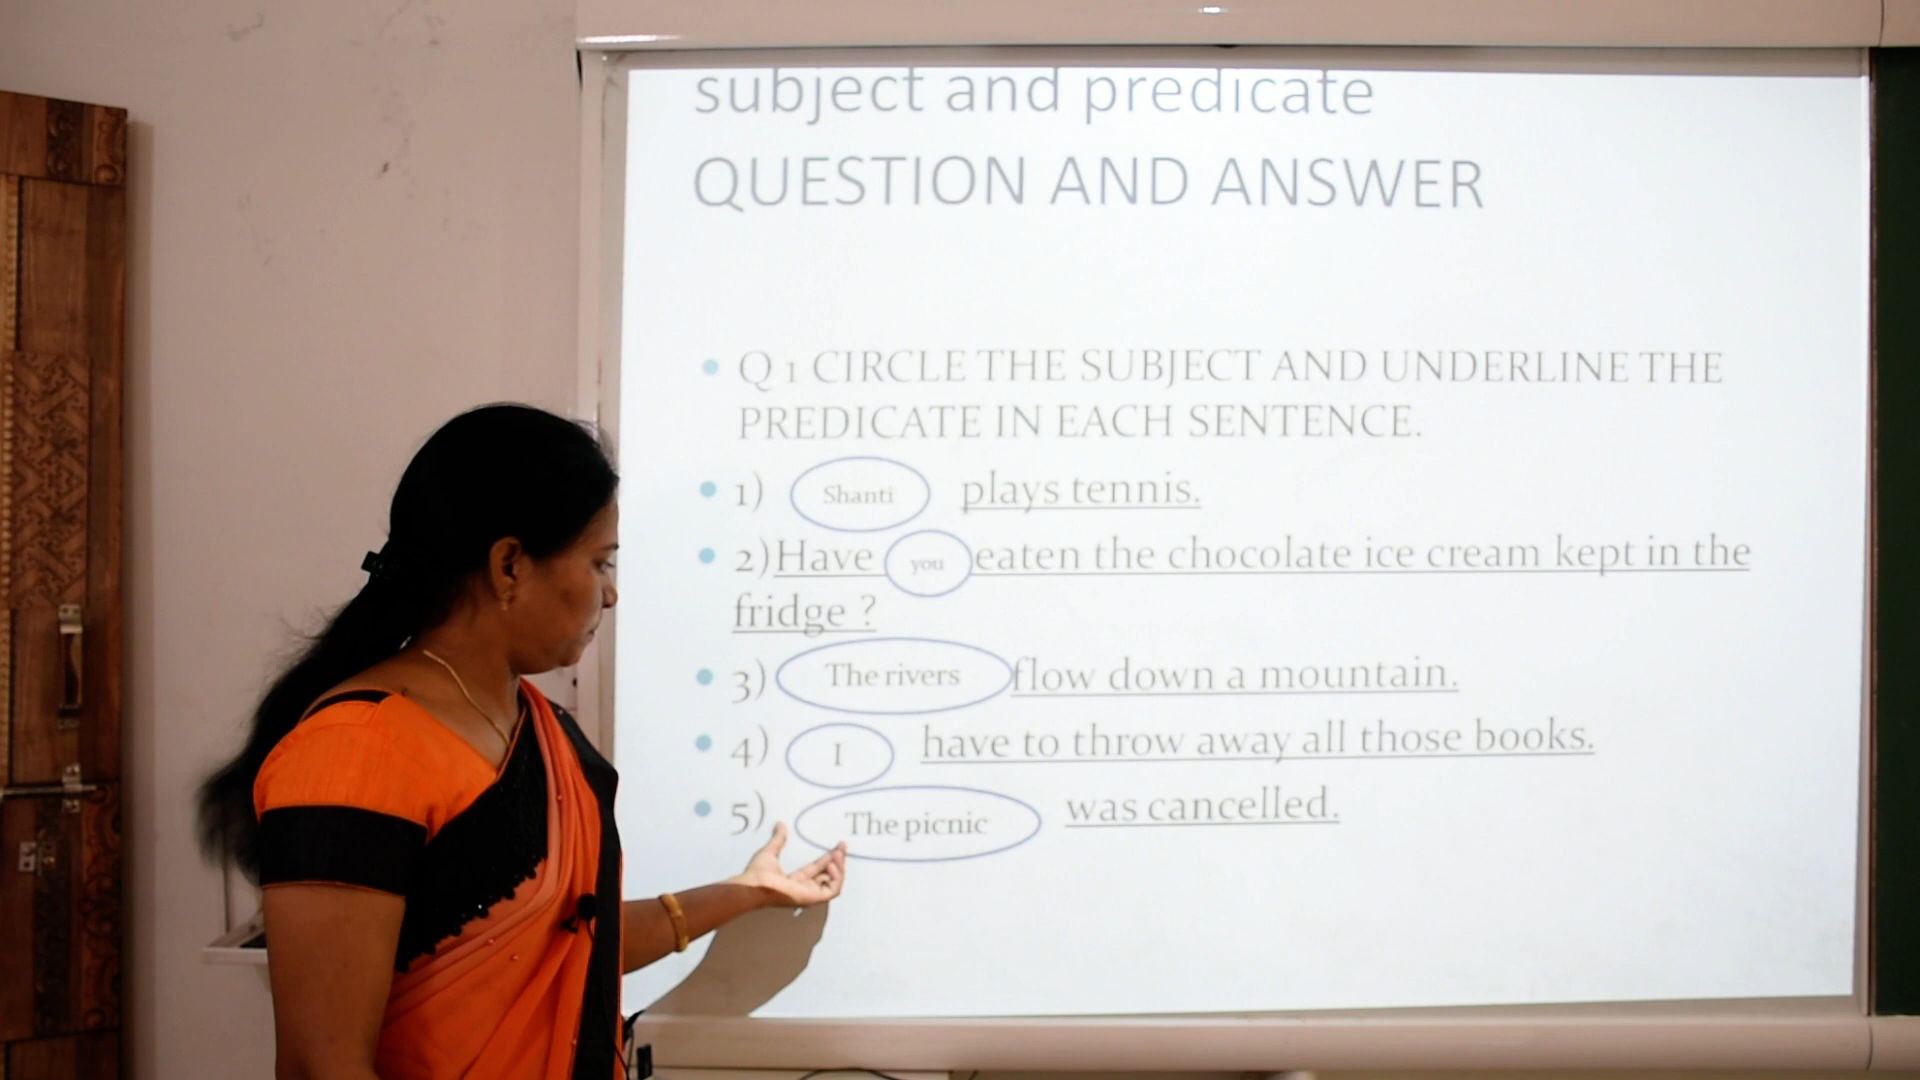 subject and predicate
QUESTION AND ANSWER
Q 1 CIRCLE THE SUBJECT AND UNDERLINE THE
PREDICATE IN EACH SENTENCE.
1) Shanti plays tennis.
2)Have you eaten the chocolate ice cream kept in the
fridge ?
3) The rivers flow down a mountain.
4) I have to throw away all those books.
5) The picnic was cancelled.